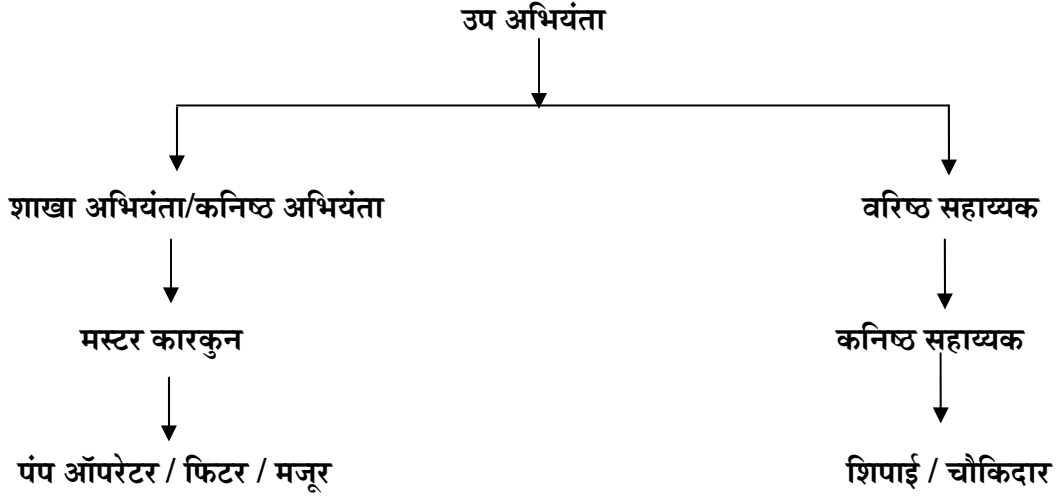 उप अभियंता
शाखा अभियंता/कनिष्ठ अभियंता वरिष्ठ सहाय्यक
मस्टर कारकुन कनिष्ठ सहाय्यक
पंप ऑपरेटर / फिटर / मजूर शिपाई / चौकिदार